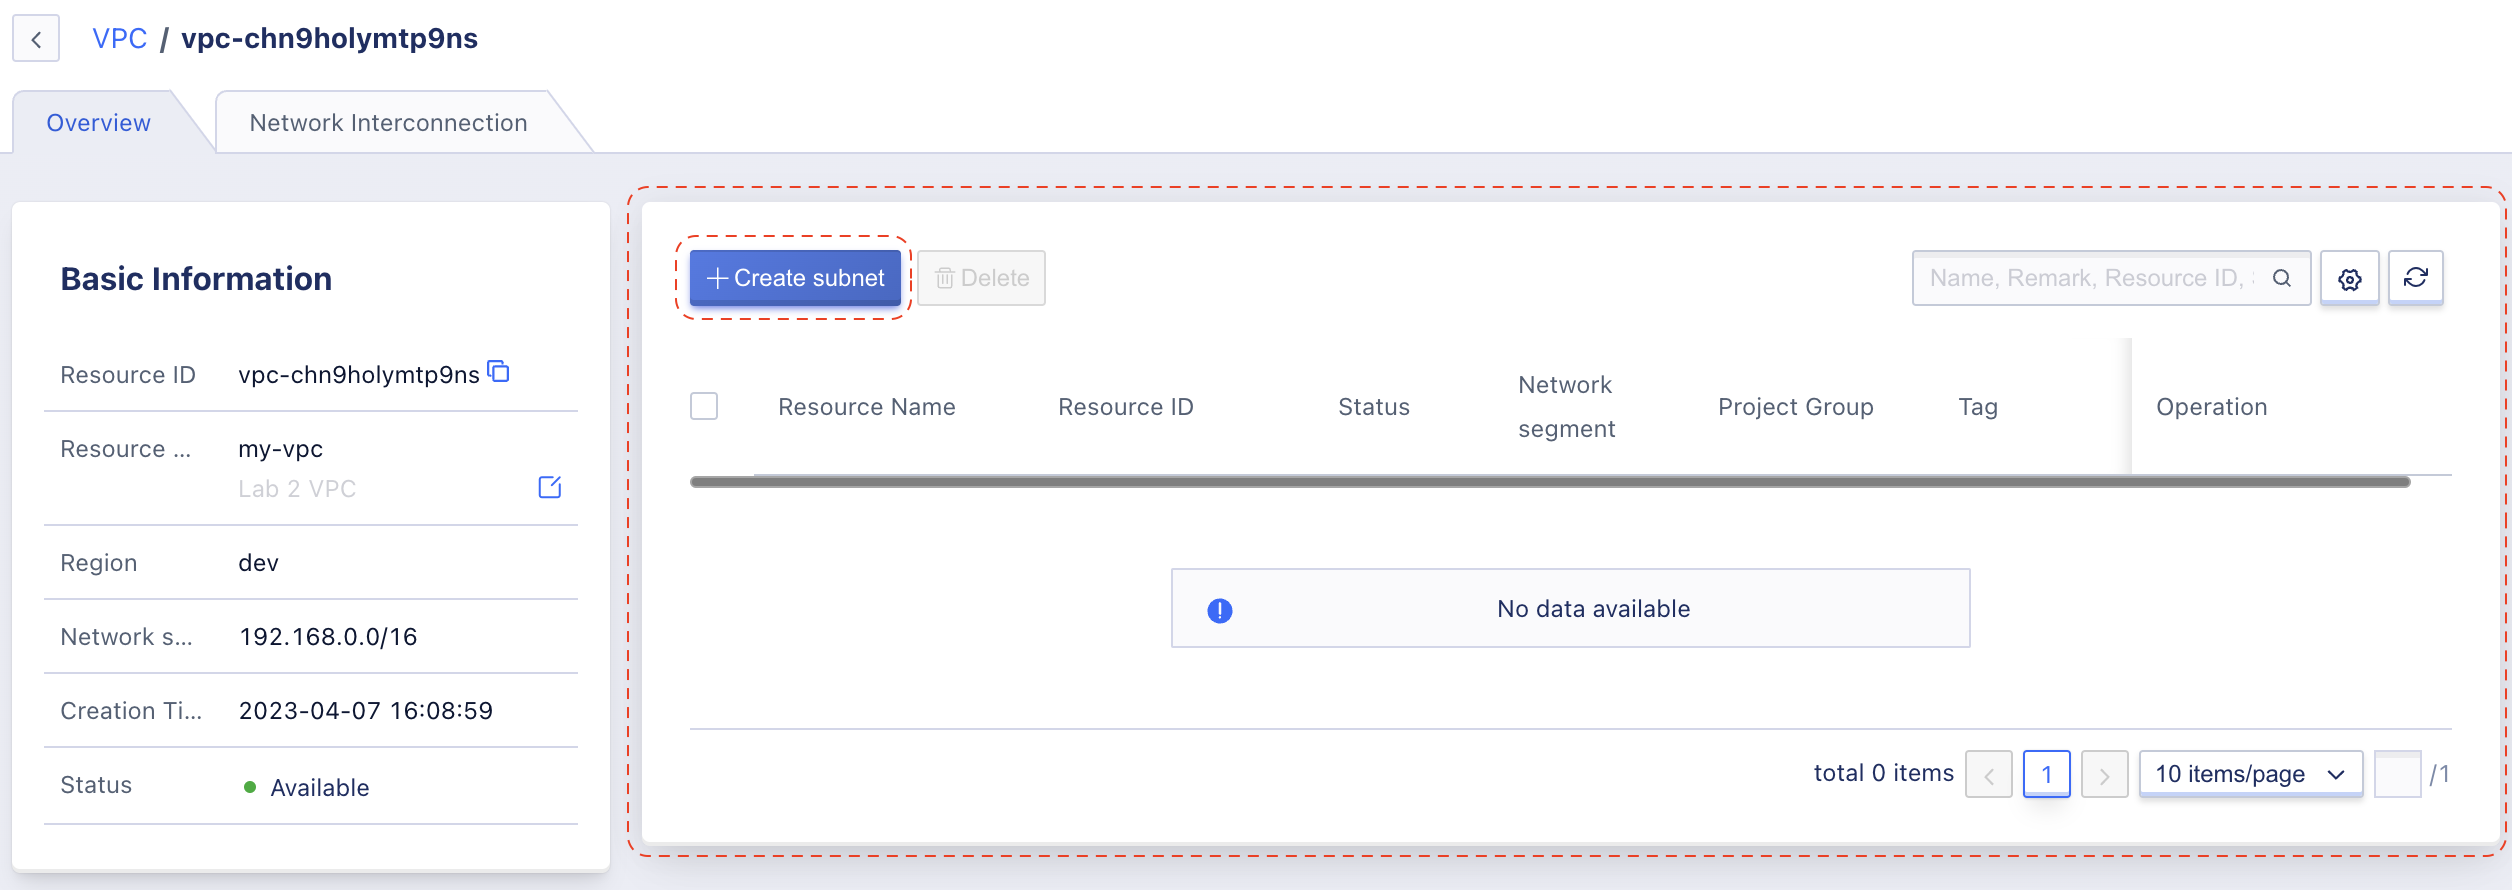 VPC / vpc-chn9holymtp9ns
Overview
Network Interconnection
Basic Information
Resource ID vpc-chn9holymtp9ns
Resource ... my-vpc
Lab 2 VPC
Region dev
Network s... 192.168.0.0/16
Creation Ti... 2023-04-07 16:08:59
Status Available
Create subnet
Delete
Name, Remark, Resource ID,
Resource Name
Resource ID
Status
Network
segment
Project Group
Tag
Operation
No data available
total 0 items
1
10 items/page
/1